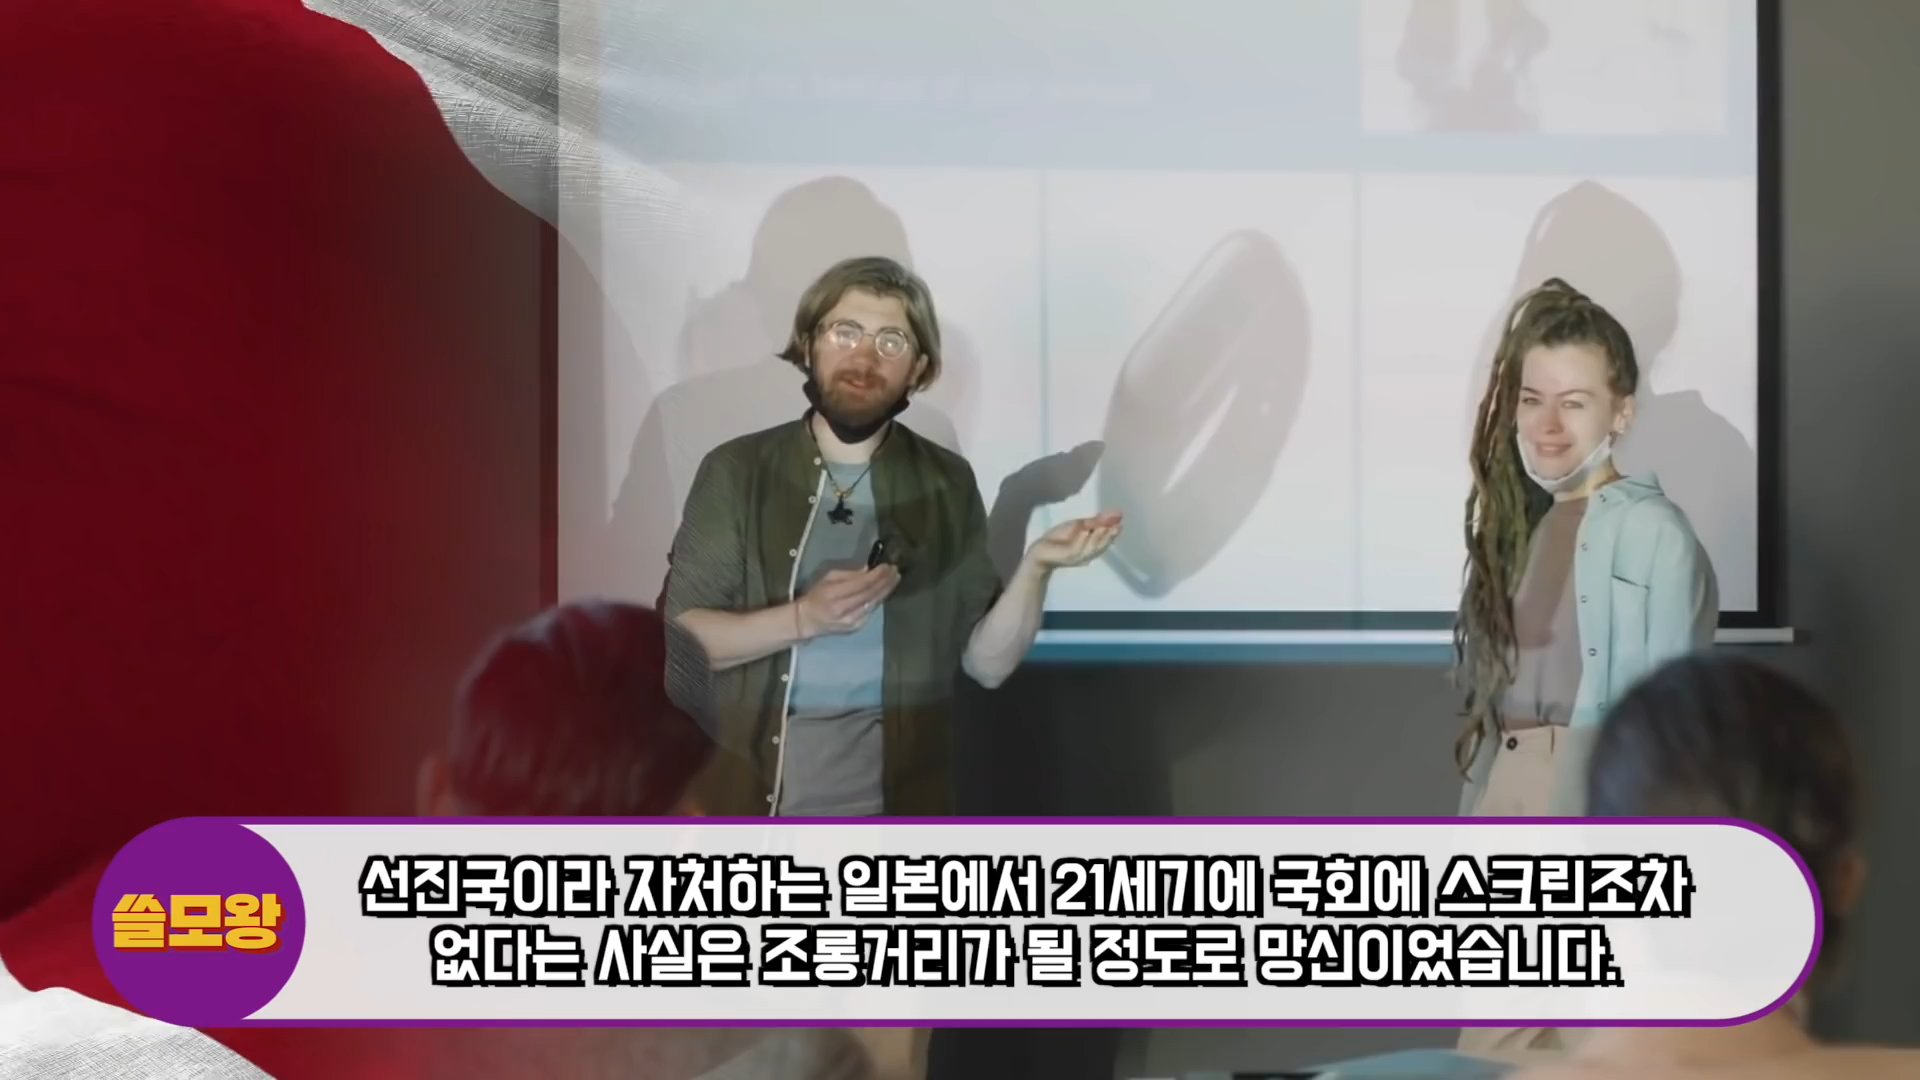 쓸모왕
선진국이라 자처하는 일본에서 21세기에 국회에 스크린조차
없다는 사실은 조롱거리가 될 정도로 망신이었습니다.